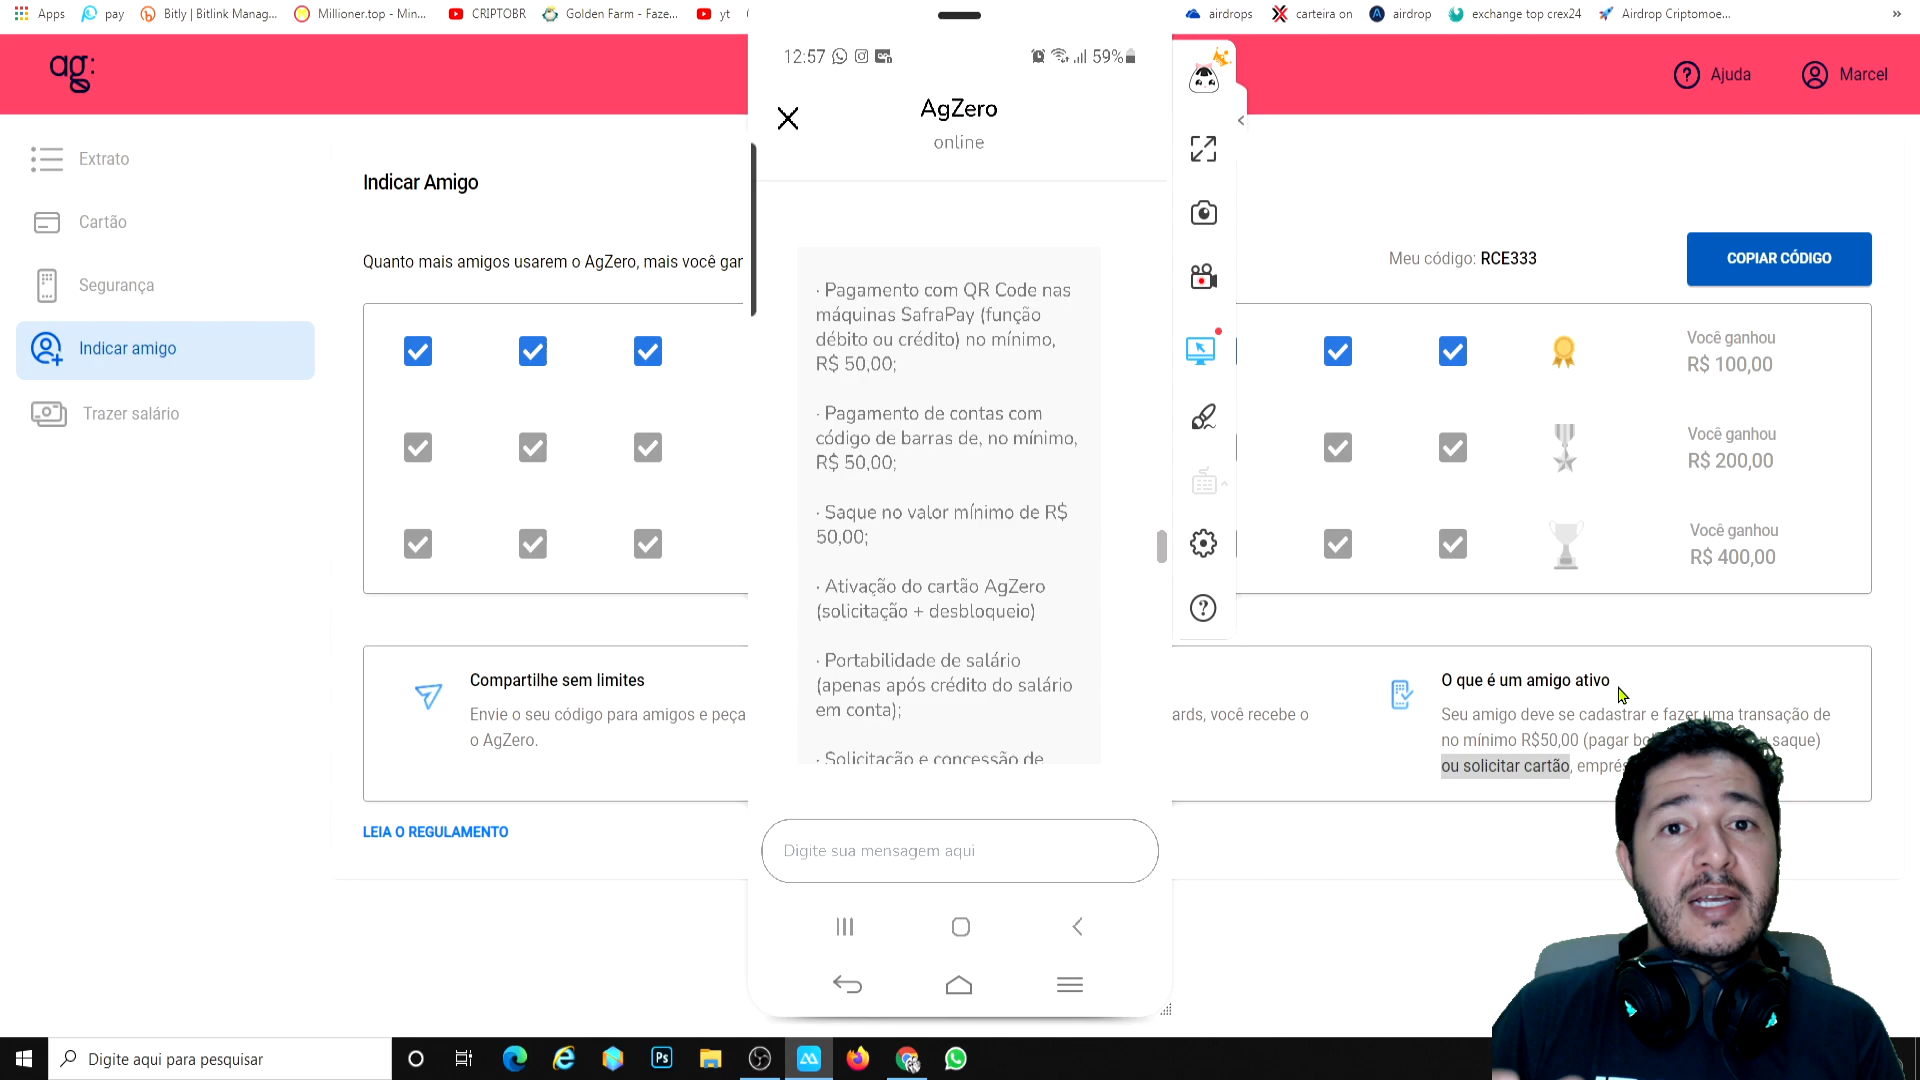 Apps
pay
Bitly | Bitlink Manag...
Millioner.top - Min...
CRIPTOBR
Golden Farm - Faze...
yt
airdrops
carteira on
airdrop
exchange top crex24
Airdrop Criptomoe...
»
ag:
Ajuda
Marcel
12:57
59%
AgZero
online
Extrato
Cartão
Segurança
Indicar amigo
Trazer salário
Indicar Amigo
Quanto mais amigos usarem o AgZero, mais você gar
Meu código: RCE333
COPIAR CÓDIGO
Você ganhou
R$ 100,00
Você ganhou
R$ 200,00
Você ganhou
R$ 400,00
· Pagamento com QR Code nas
máquinas SafraPay (função
débito ou crédito) no mínimo,
R$ 50,00;
· Pagamento de contas com
código de barras de, no mínimo,
R$ 50,00;
· Saque no valor mínimo de R$
50,00;
· Ativação do cartão AgZero
(solicitação + desbloqueio)
· Portabilidade de salário
(apenas após crédito do salário
em conta);
· Solicitação e concessão de
Digite sua mensagem aqui
Compartilhe sem limites
Envie o seu código para amigos e peça
o AgZero.
ards, você recebe o
O que é um amigo ativo
Seu amigo deve se cadastrar e fazer uma transação de
no mínimo R$50,00 (pagar bo saque)
ou solicitar cartão, emprés
LEIA O REGULAMENTO
Digite aqui para pesquisar
Ps